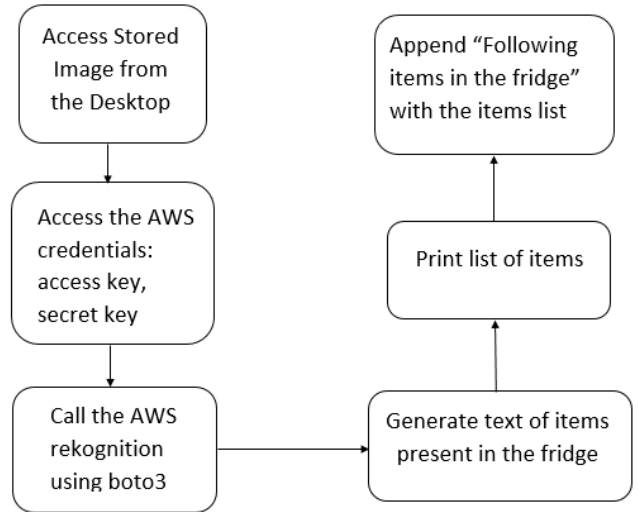 Access Stored
Image from
the Desktop
Access the AWS
credentials:
access key,
secret key
Call the AWS
rekognition
using boto3
Generate text of items
present in the fridge
Print list of items
Append “Following
items in the fridge”
with the items list